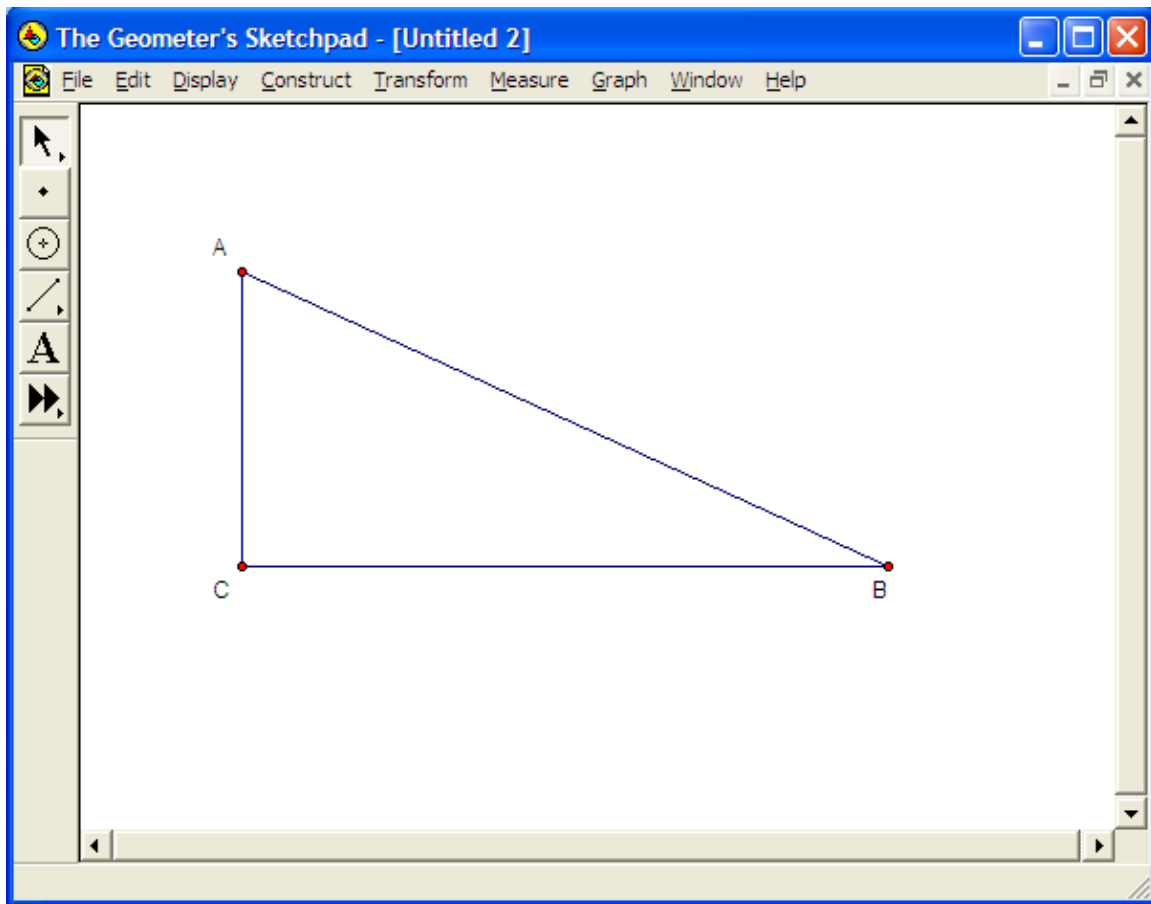 The Geometer's Sketchpad - [Untitled 2]
File Edit Display Construct Transform Measure Graph Window Help
A
A
C
B